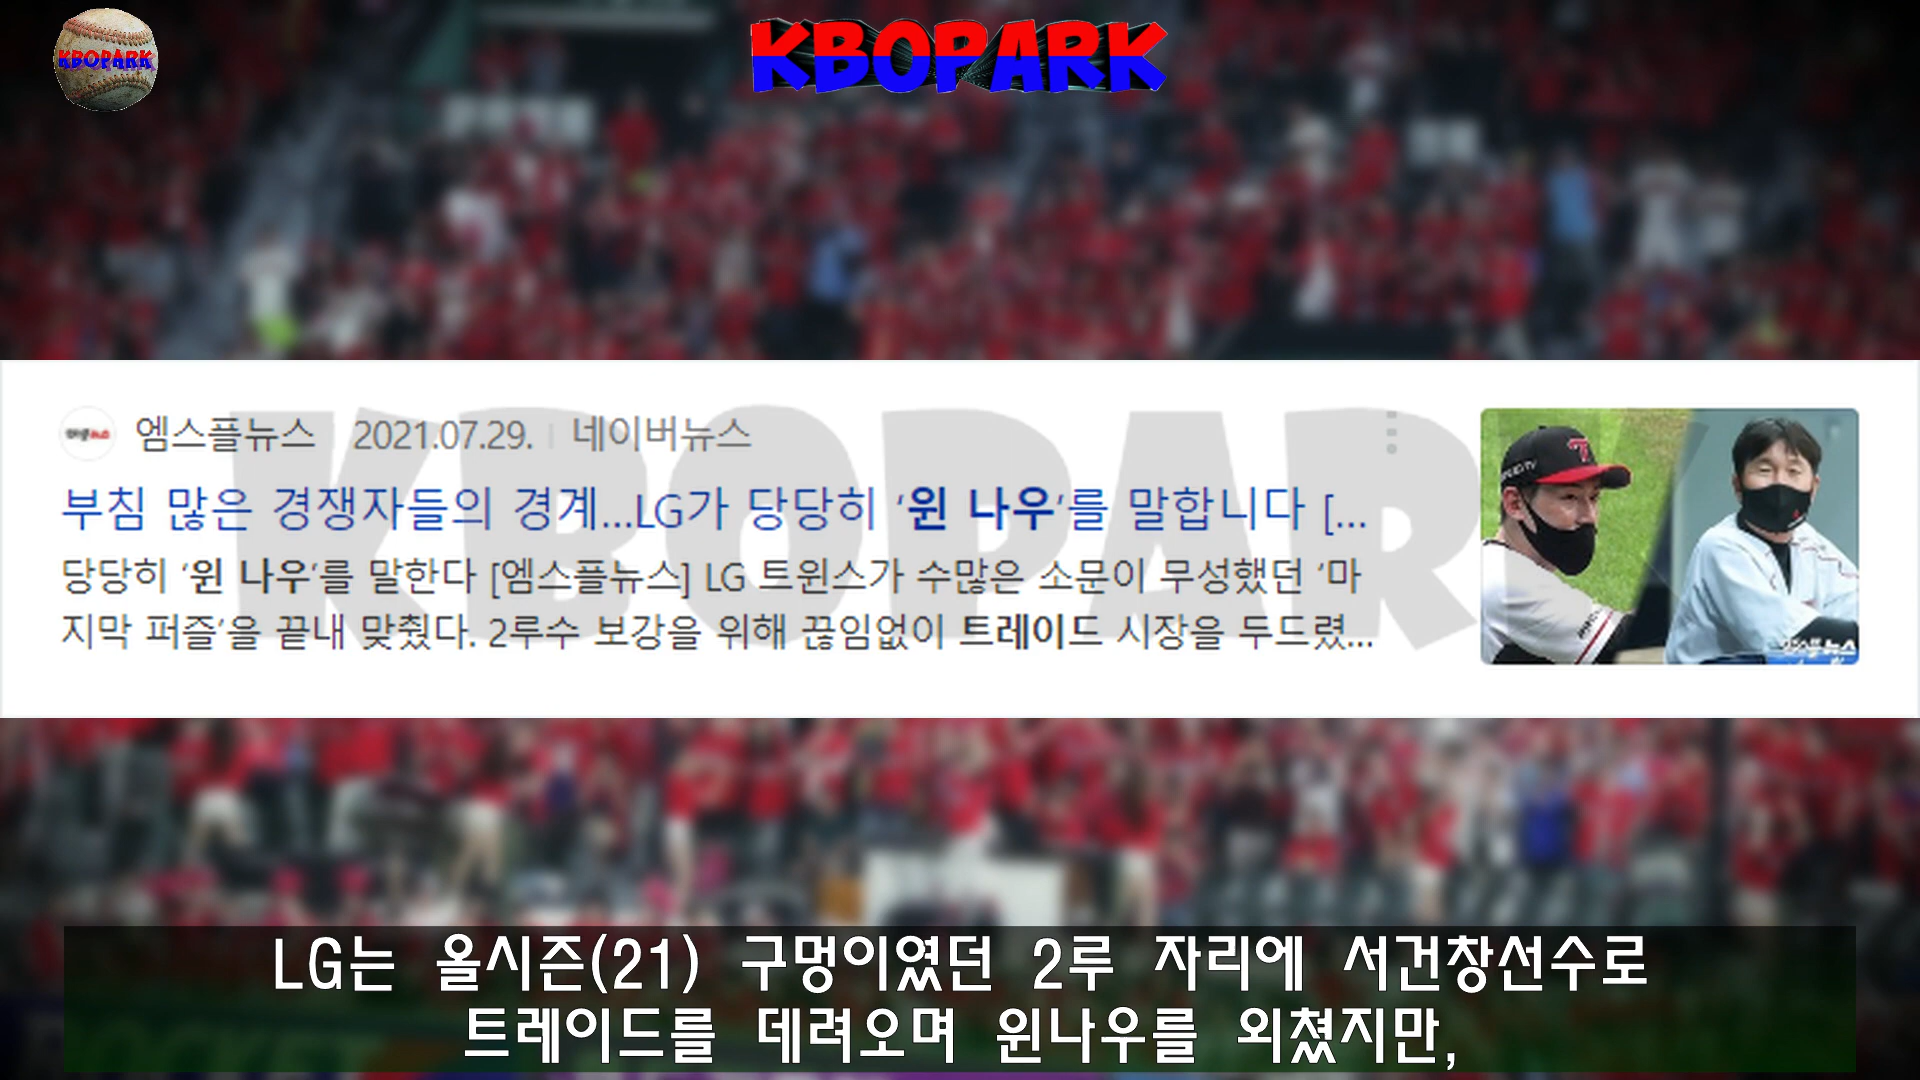 KBOPARK
KBOPARK
엠스플뉴스 2021.07.29. 네이버뉴스
부침 많은 경쟁자들의 경계...LG가 당당히 ‘윈 나우’를 말합니다 [...
당당히 ‘윈 나우’를 말한다 [엠스플뉴스] LG 트윈스가 수많은 소문이 무성했던 ‘마
지막 퍼즐’을 끝내 맞췄다. 2루수 보강을 위해 끊임없이 트레이드 시장을 두드렸...
KBOPAR
엠스플뉴스
LG는 올시즌(21) 구멍이였던 2루 자리에 서건창선수로
트레이드를 데려오며 윈나우를 외쳤지만,